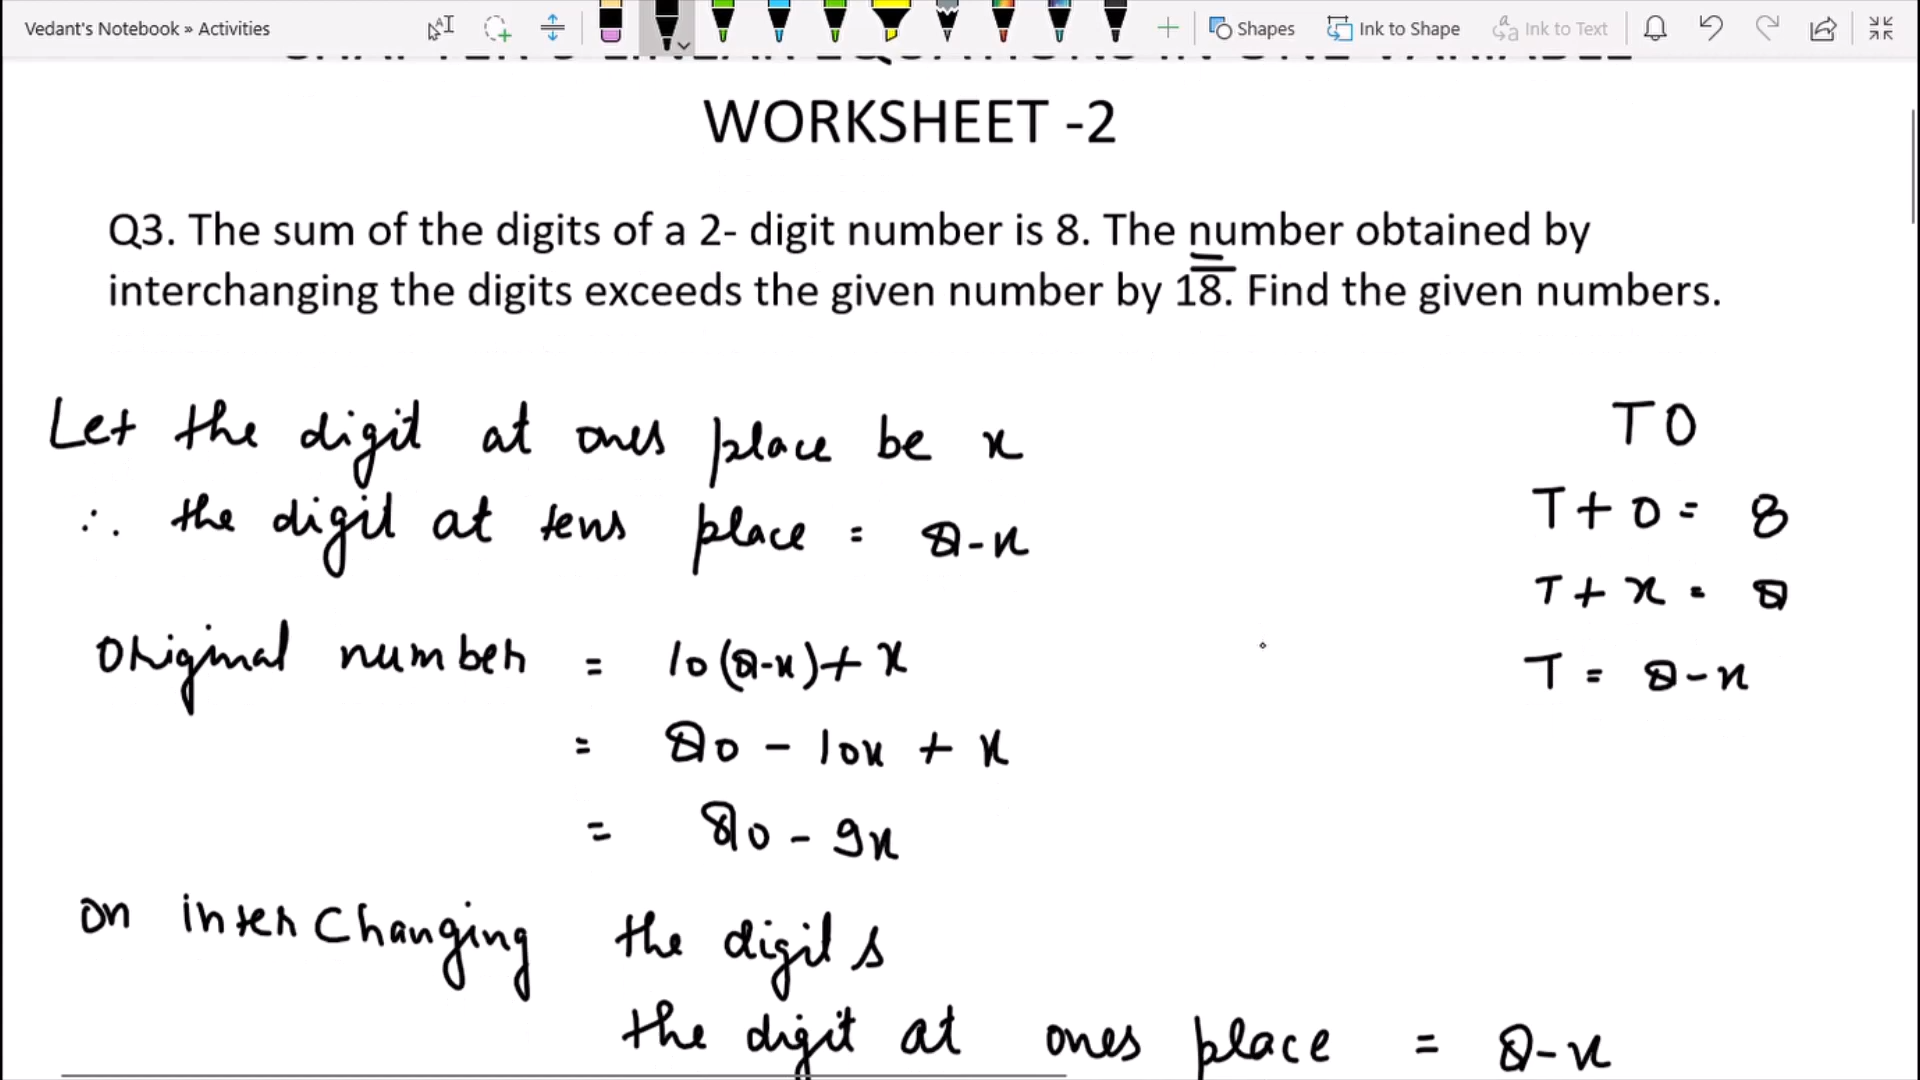 Vedant's Notebook » Activities
Shapes
Ink to Shape
Ink to Text
WORKSHEET -2
Q3. The sum of the digits of a 2- digit number is 8. The number obtained by
interchanging the digits exceeds the given number by 18. Find the given numbers.
Let the digit at ones place be x
∴ the digit at tens place = 8-x
Original number = 10(8-x)+ x
= 80 - 10x + x
= 80 - 9x
On interchanging the digits
the digit at ones place = 8-x
TO
T+O= 8
T+x= 8
T= 8-x